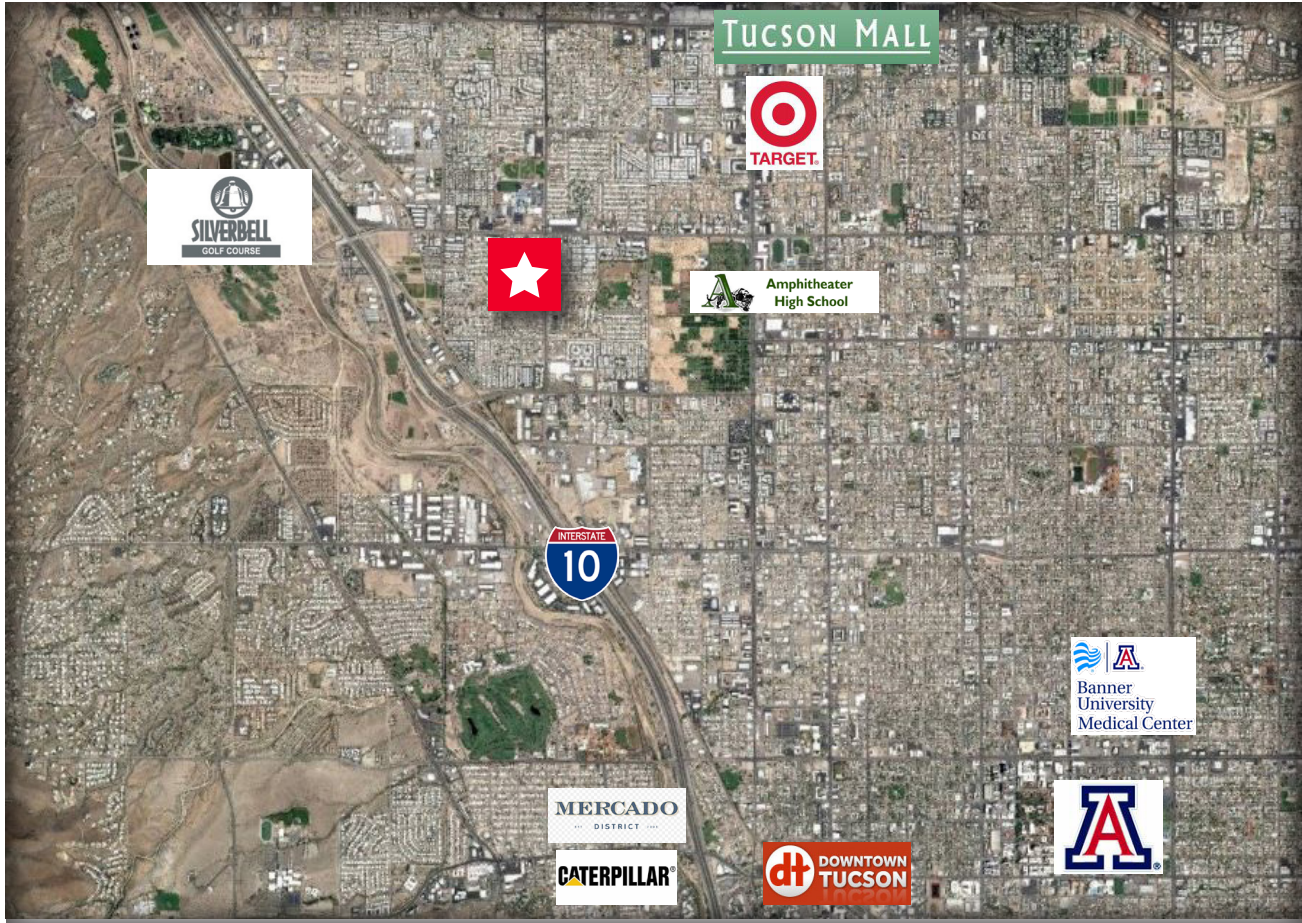 TUCSON MALL
TARGET.
SILVERBELL
GOLF COURSE
Amphitheater
High School
INTERSTATE
10
A
Banner
University
Medical Center
MERCADO
DISTRICT
A
®
CATERPILLAR®
dt DOWNTOWN
TUCSON